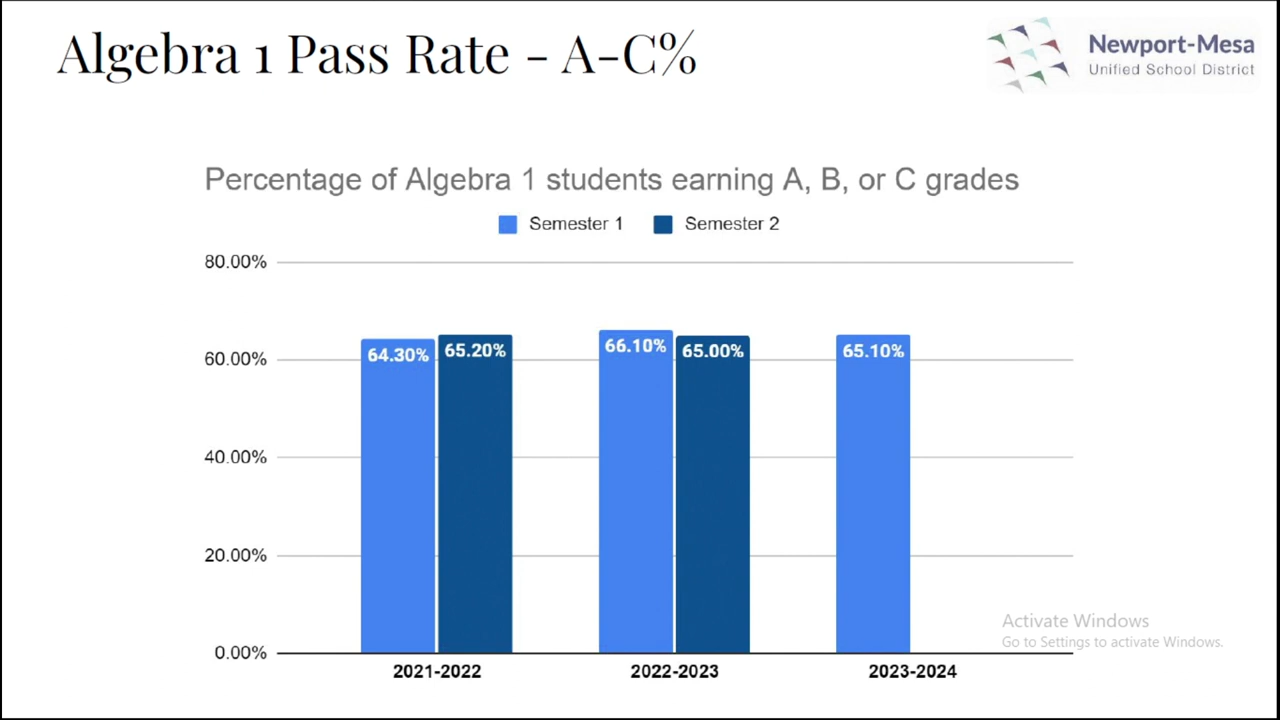 Algebra 1 Pass Rate - A-C%
Newport-Mesa
Unified School District
Percentage of Algebra 1 students earning A, B, or C grades
Semester 1 Semester 2
80.00%
60.00%
40.00%
20.00%
0.00%
64.30% 65.20% 66.10% 65.00% 65.10%
2021-2022 2022-2023 2023-2024
Activate Windows
Go to Settings to activate Windows.